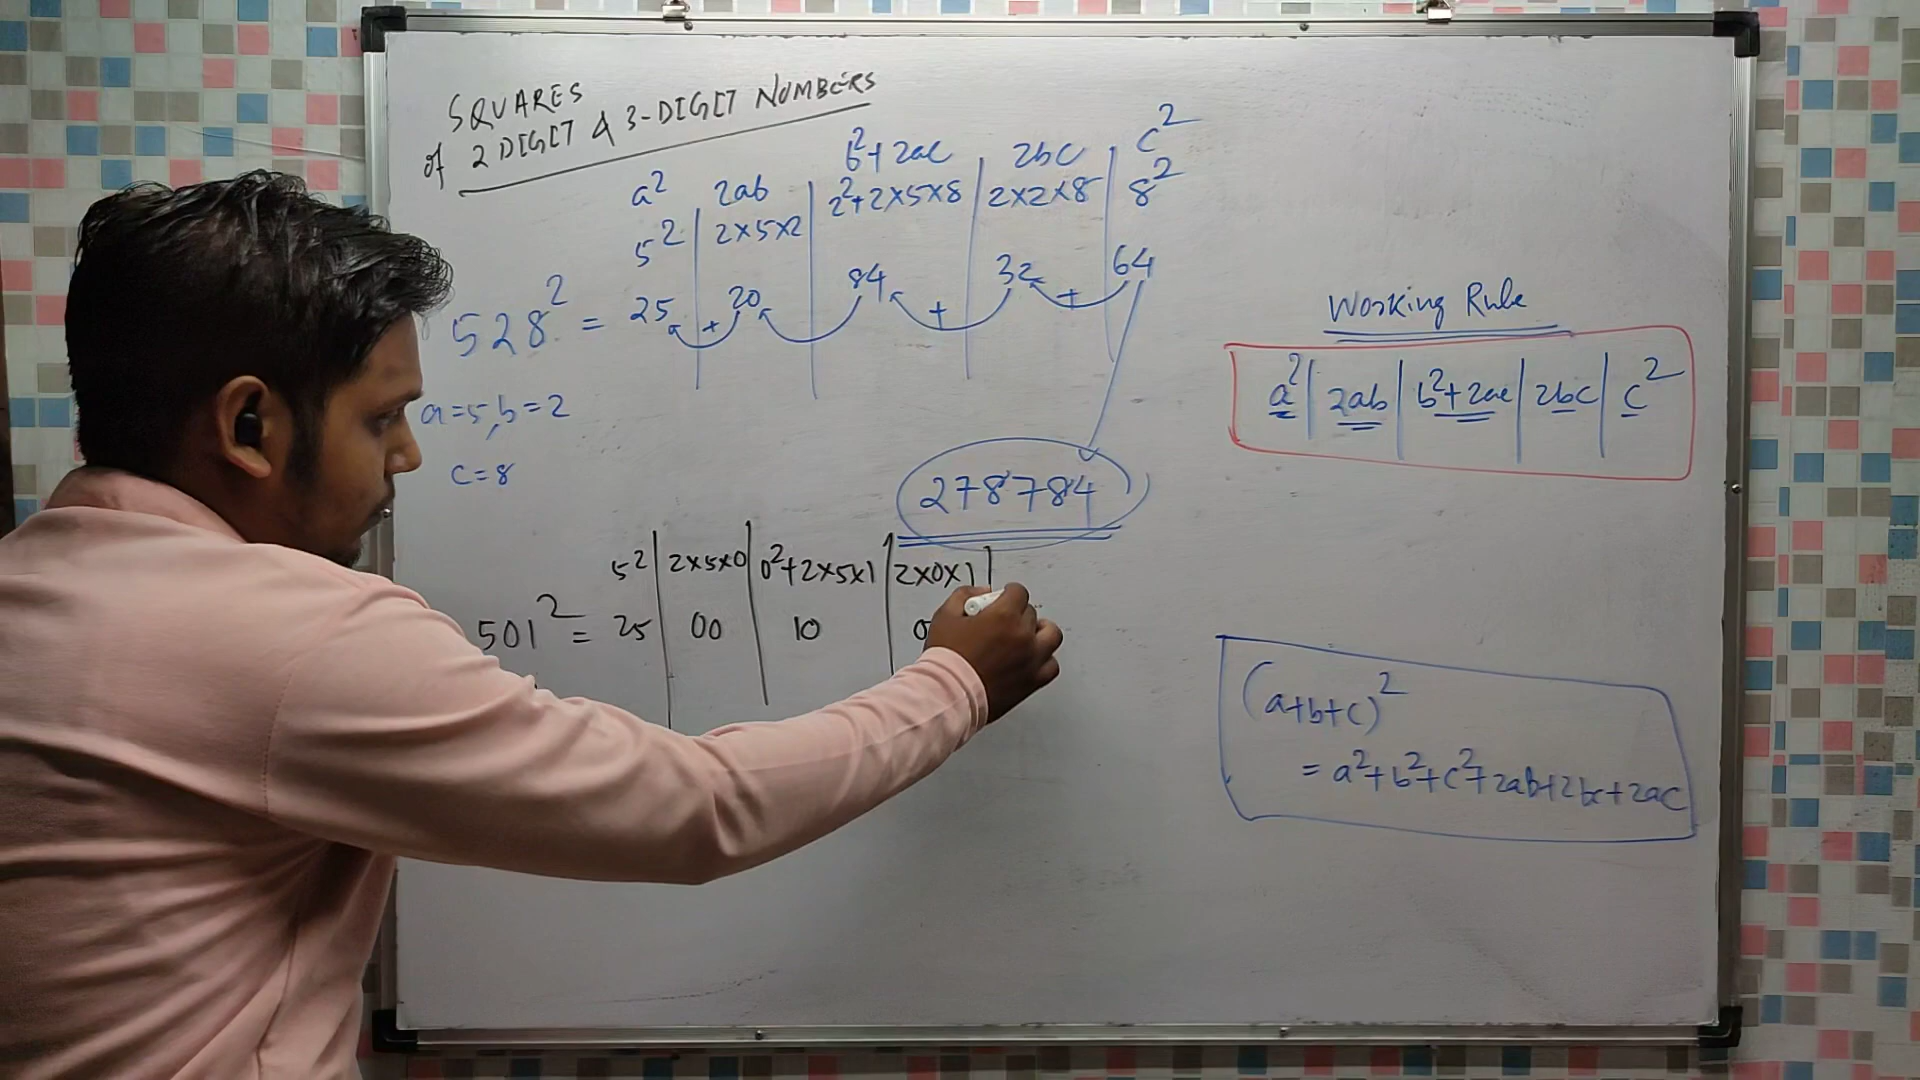 SQUARES
of 2 DIGIT & 3-DIGIT NUMBERS
a² 2ab | b²+2ac | 2bc | c²
5² | 2×5×2 | 2²+2×5×8 | 2×2×8 | 8²
528² = 25 + 20 84 + 32 + 64
a=5, b=2
c=8
278784
5² | 2×5×0 | 0²+2×5×1 | 2×0×1 |
501² = 25 | 00 | 10 | 0
Working Rule
a² | 2ab | b²+2ac | 2bc | c²
(a+b+c)²
= a²+b²+c²+2ab+2bc+2ac